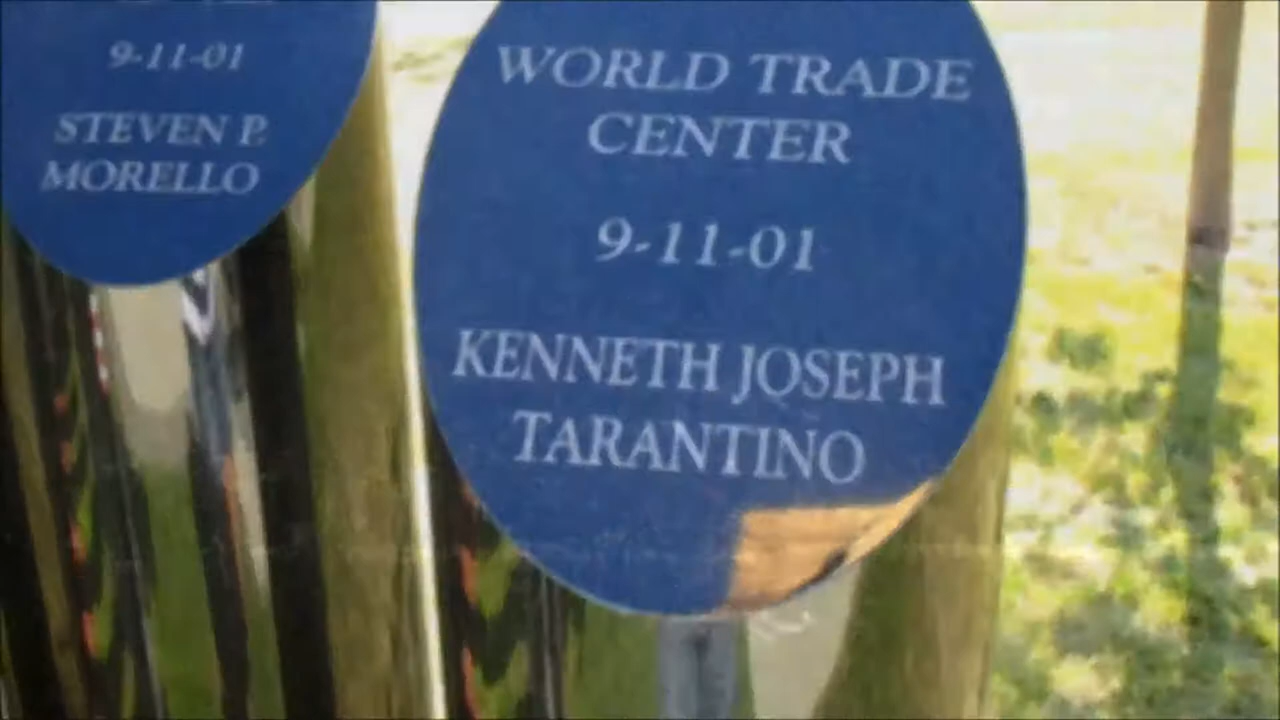 9-11-01
STEVEN P.
MORELLO
WORLD TRADE
CENTER
9-11-01
KENNETH JOSEPH
TARANTINO